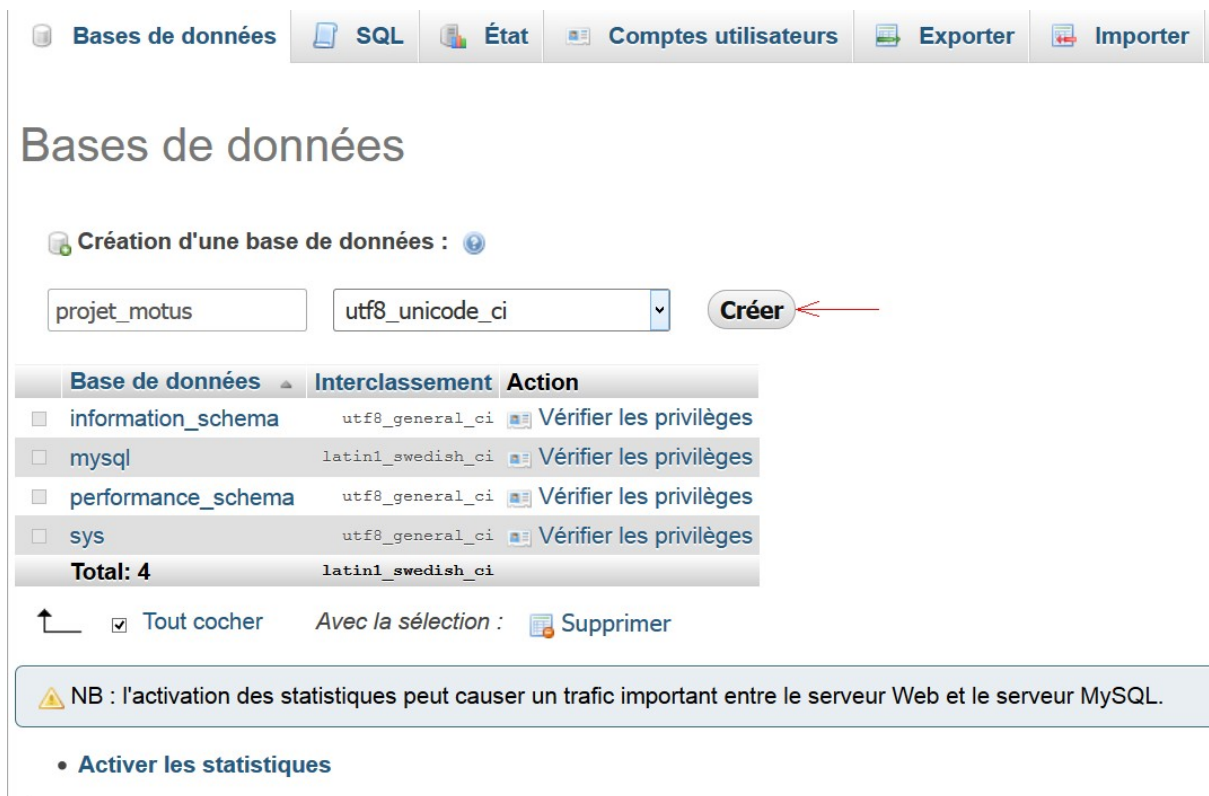 Bases de données SQL État Comptes utilisateurs Exporter Importer
Bases de données
Création d'une base de données :
projet_motus utf8_unicode_ci Créer
Base de données Interclassement Action
information_schema utf8_general_ci Vérifier les privilèges
mysql latin1_swedish_ci Vérifier les privilèges
performance_schema utf8_general_ci Vérifier les privilèges
sys utf8_general_ci Vérifier les privilèges
Total: 4 latin1_swedish_ci
Tout cocher Avec la sélection : Supprimer
NB : l'activation des statistiques peut causer un trafic important entre le serveur Web et le serveur MySQL.
• Activer les statistiques